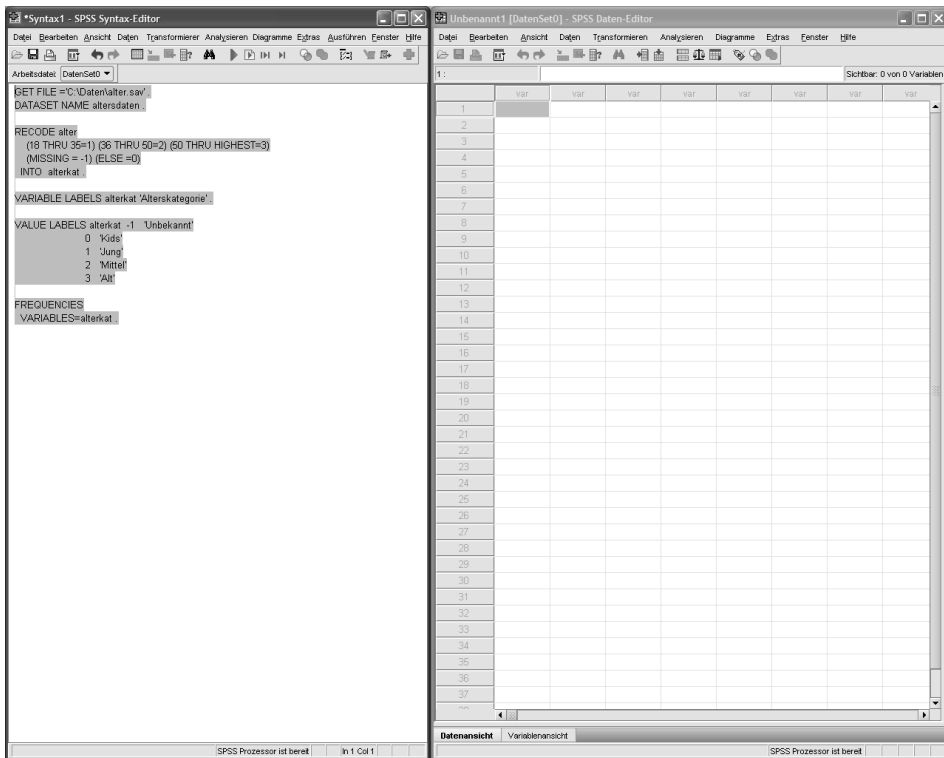 *Syntax1 - SPSS Syntax-Editor
Datei Bearbeiten Ansicht Daten Transformieren Analysieren Diagramme Extras Ausführen Fenster Hilfe
Arbeitsdatei: DatenSet0
GET FILE ='C:\Daten\alter.sav' .
DATASET NAME altersdaten .
RECODE alter
(18 THRU 35=1) (36 THRU 50=2) (50 THRU HIGHEST=3)
(MISSING = -1) (ELSE =0)
INTO alterkat .
VARIABLE LABELS alterkat 'Alterskategorie' .
VALUE LABELS alterkat -1 'Unbekannt'
0 'Kids'
1 'Jung'
2 'Mittel'
3 'Alt'
FREQUENCIES
VARIABLES=alterkat .
SPSS Prozessor ist bereit In 1 Col 1
Unbenannt1 [DatenSet0] - SPSS Daten-Editor
Datei Bearbeiten Ansicht Daten Transformieren Analysieren Diagramme Extras Fenster Hilfe
1 : Sichtbar: 0 von 0 Variablen
var var var var var var var var
1
2
3
4
5
6
7
8
9
10
11
12
13
14
15
16
17
18
19
20
21
22
23
24
25
26
27
28
29
30
31
32
33
34
35
36
37
Datenansicht Variablenansicht
SPSS Prozessor ist bereit